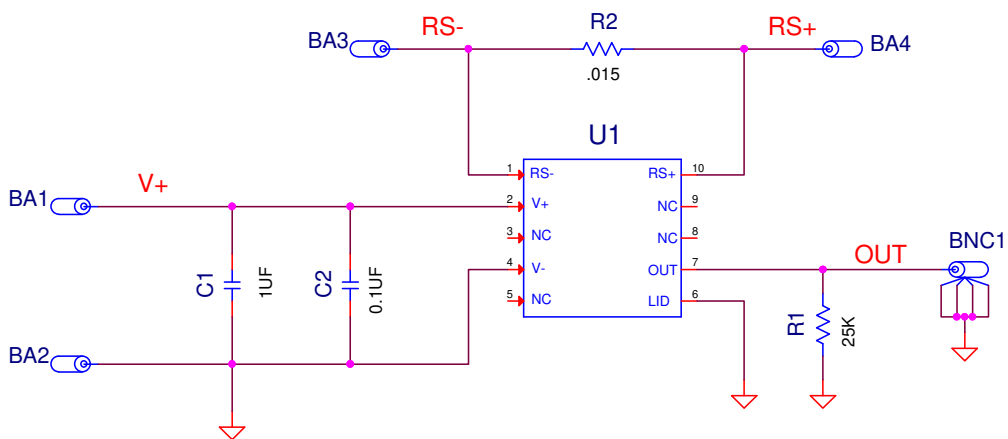 BA3
RS-
R2
RS+
BA4
.015
U1
1
RS-
RS+
10
BA1
V+
2
V+
NC
9
3
NC
NC
8
C1
1UF
C2
0.1UF
4
V-
OUT
7
OUT
BNC1
5
NC
LID
6
R1
25K
BA2